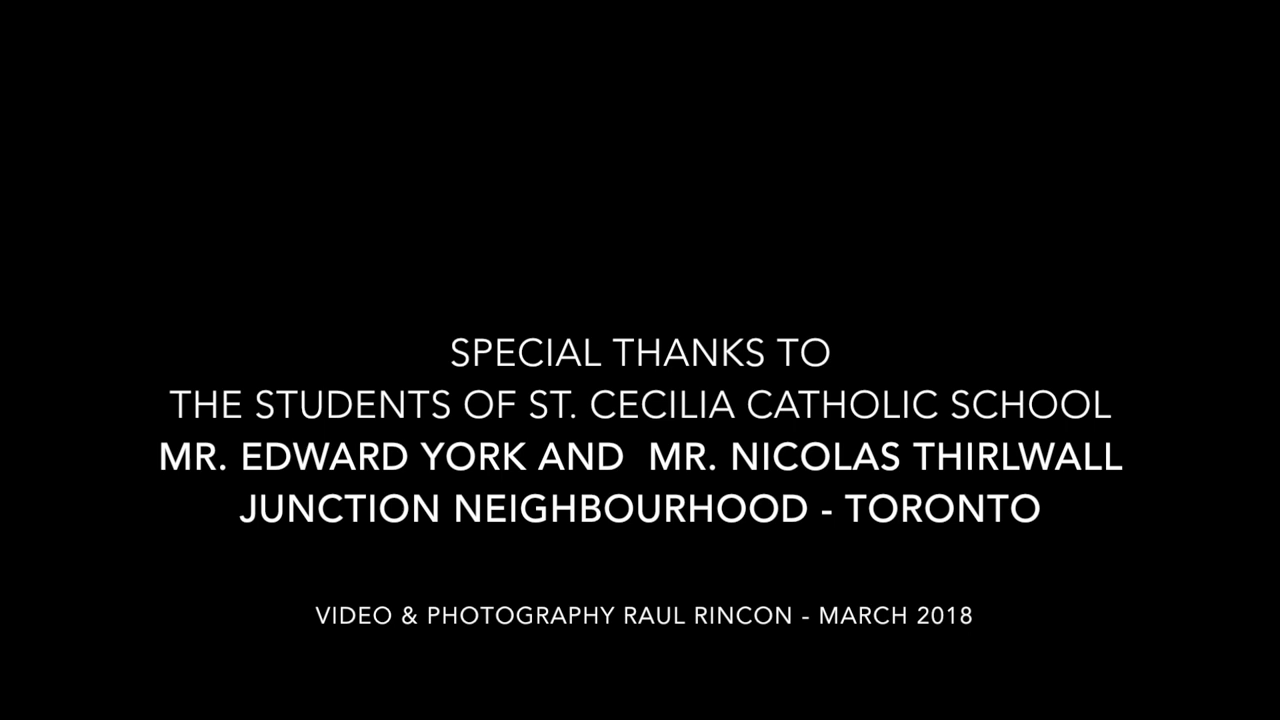 SPECIAL THANKS TO
THE STUDENTS OF ST. CECILIA CATHOLIC SCHOOL
MR. EDWARD YORK AND  MR. NICOLAS THIRLWALL
JUNCTION NEIGHBOURHOOD - TORONTO
VIDEO & PHOTOGRAPHY RAUL RINCON - MARCH 2018